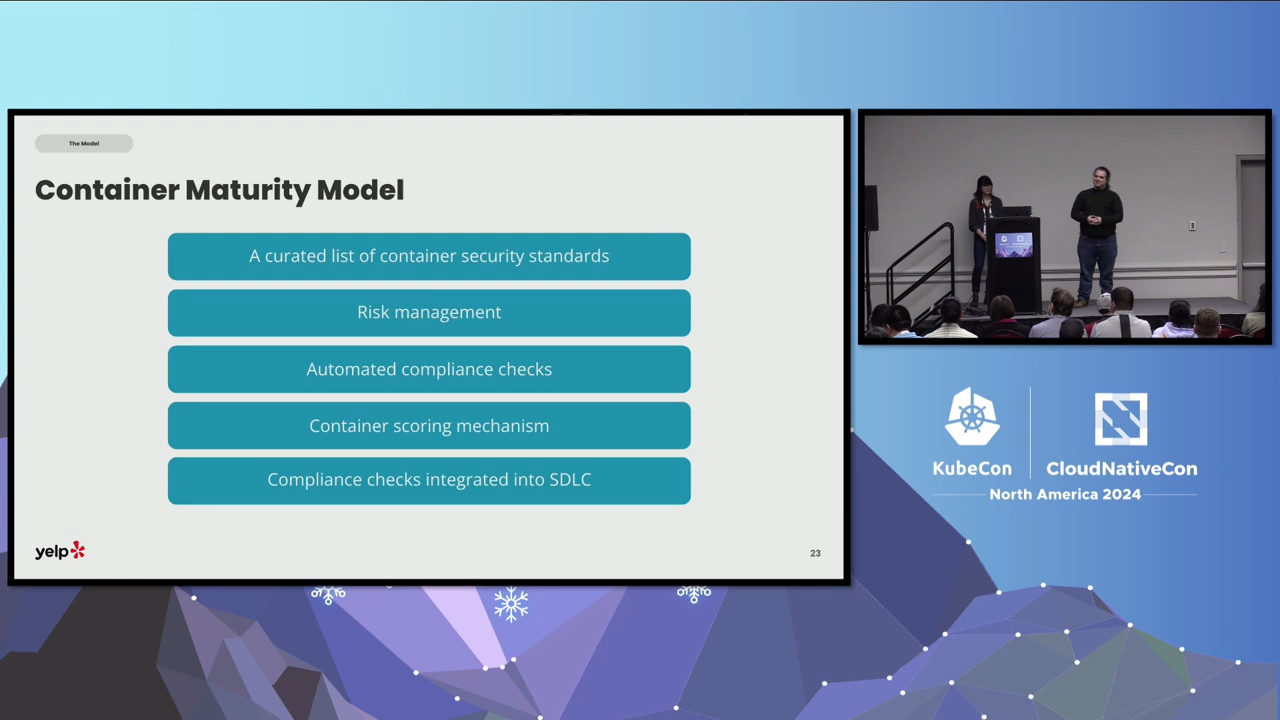 The Model
Container Maturity Model
A curated list of container security standards
Risk management
Automated compliance checks
Container scoring mechanism
Compliance checks integrated into SDLC
yelp
23
KubeCon
CloudNativeCon
North America 2024